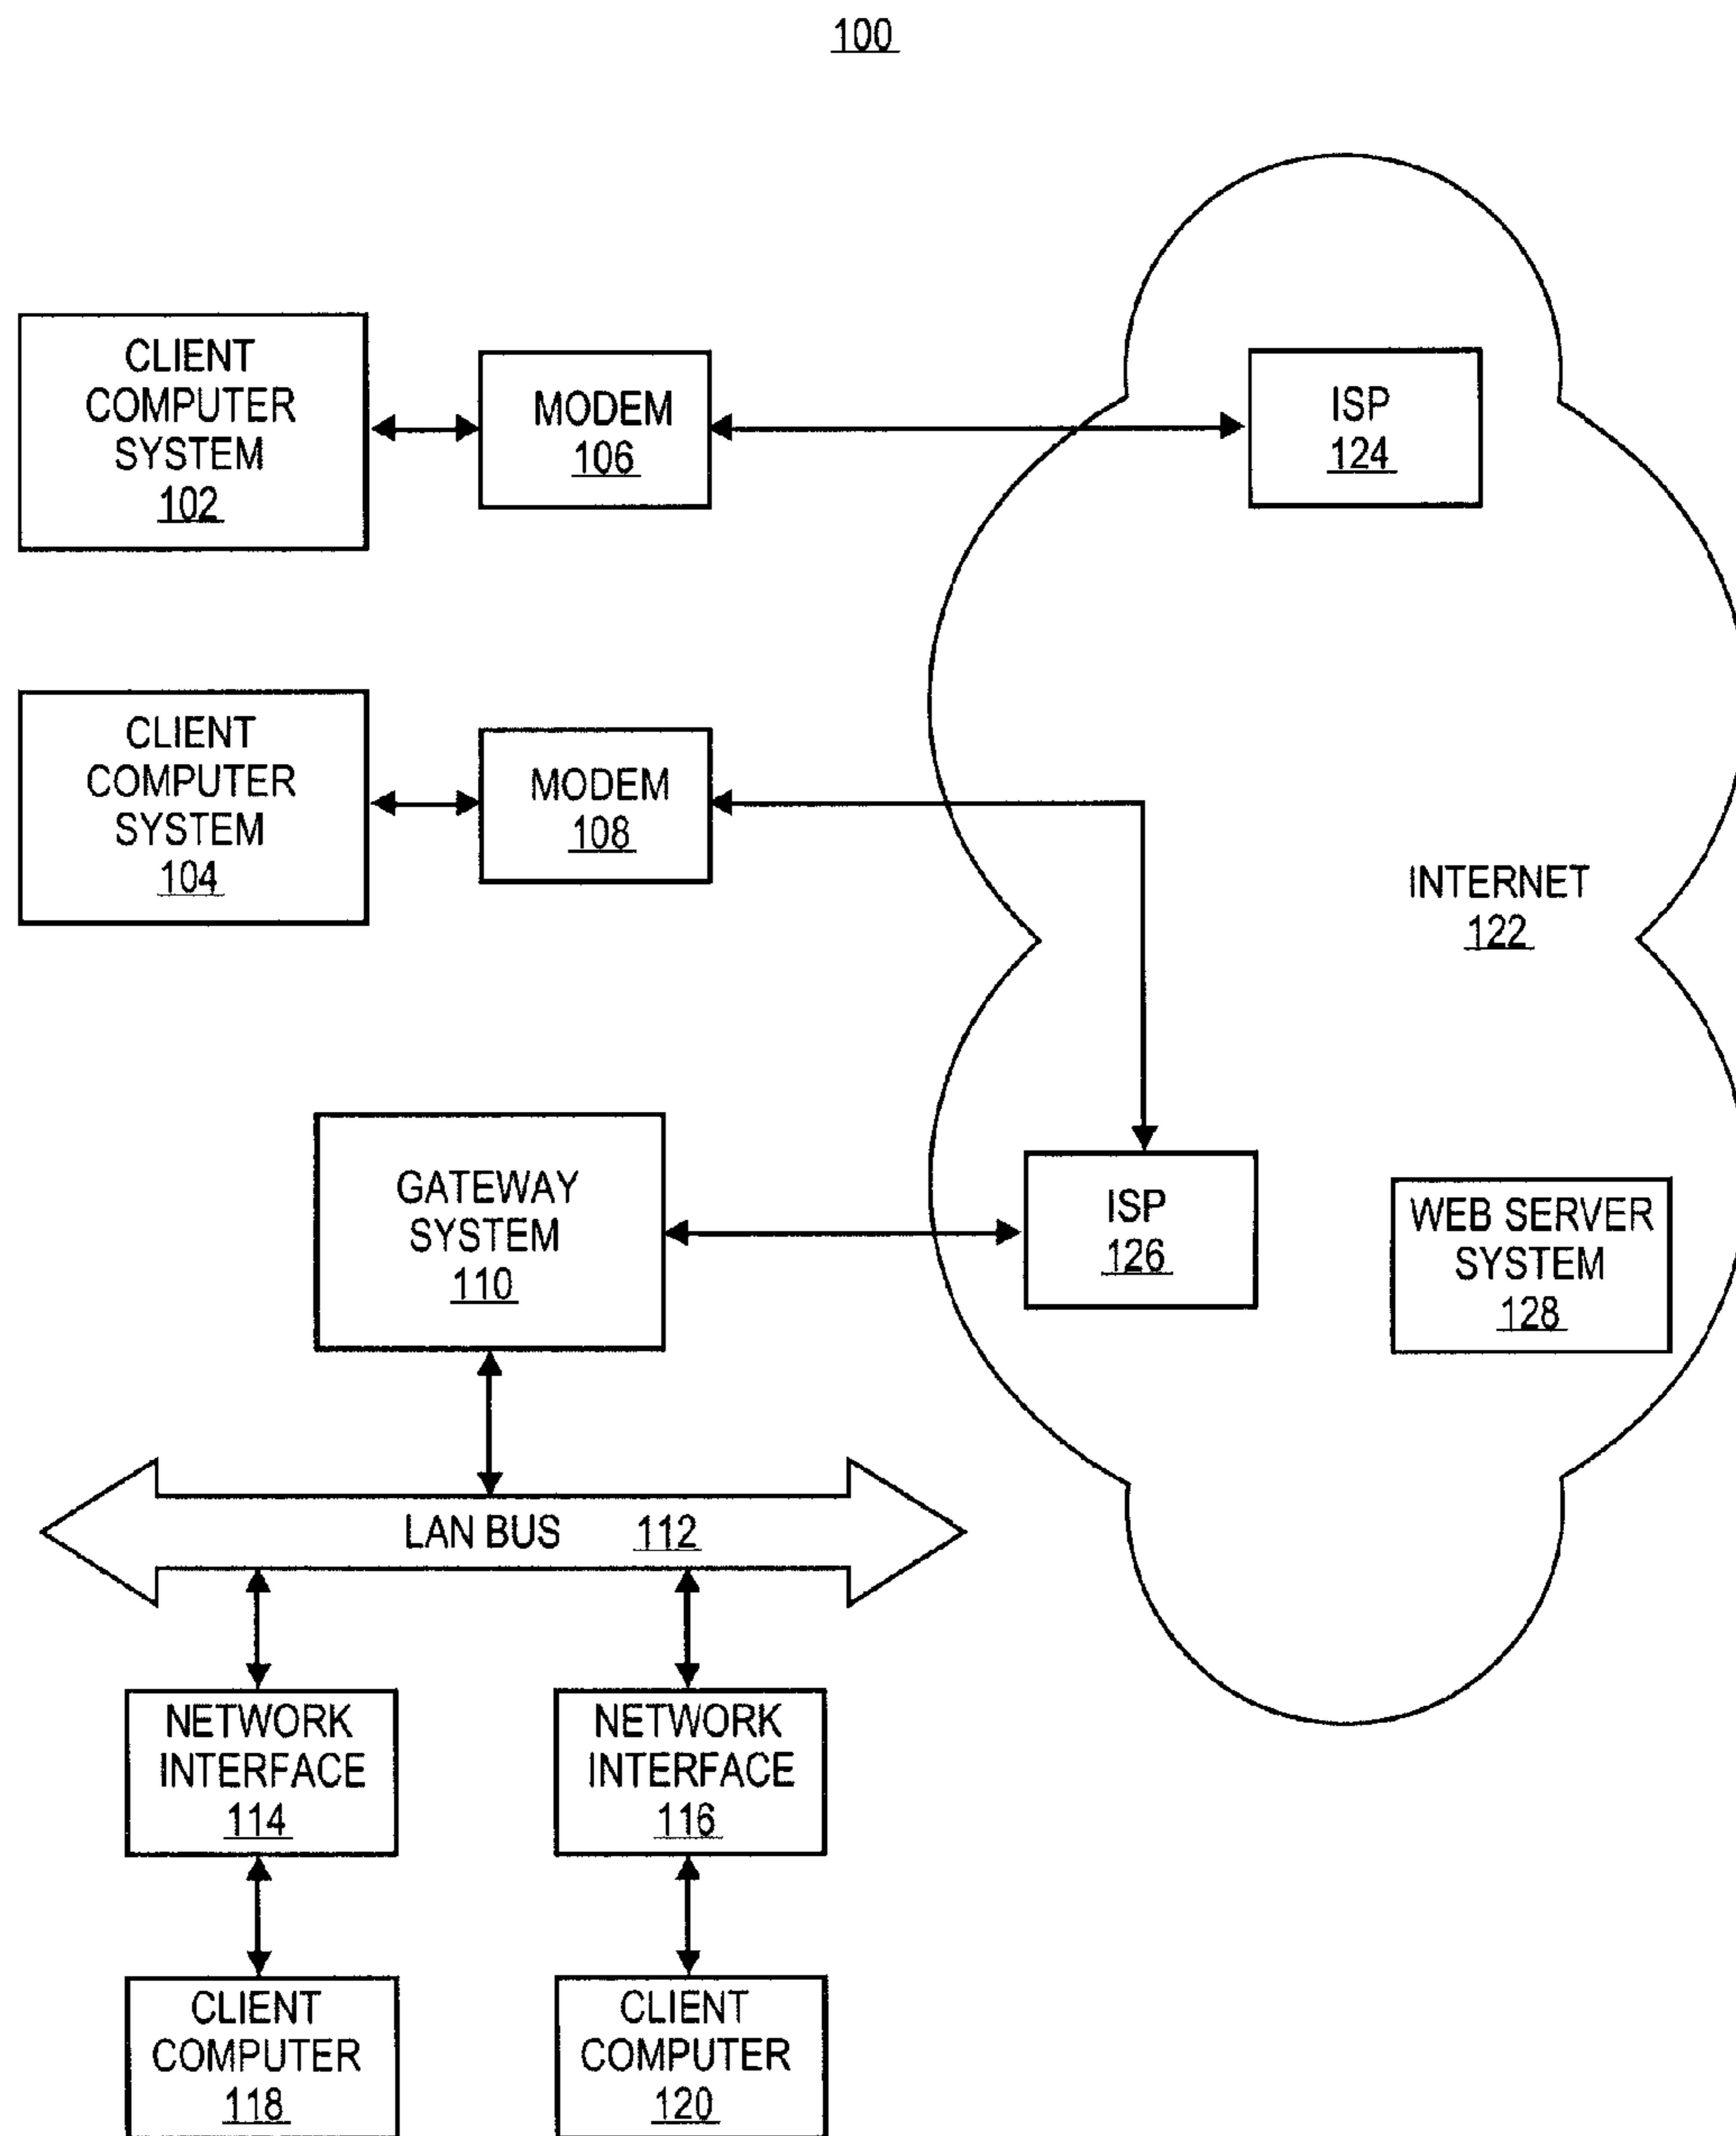 100
CLIENT
COMPUTER
SYSTEM
102
MODEM
106
ISP
124
CLIENT
COMPUTER
SYSTEM
104
MODEM
108
INTERNET
122
GATEWAY
SYSTEM
110
ISP
126
WEB SERVER
SYSTEM
128
LAN BUS 112
NETWORK
INTERFACE
114
NETWORK
INTERFACE
116
CLIENT
COMPUTER
118
CLIENT
COMPUTER
120